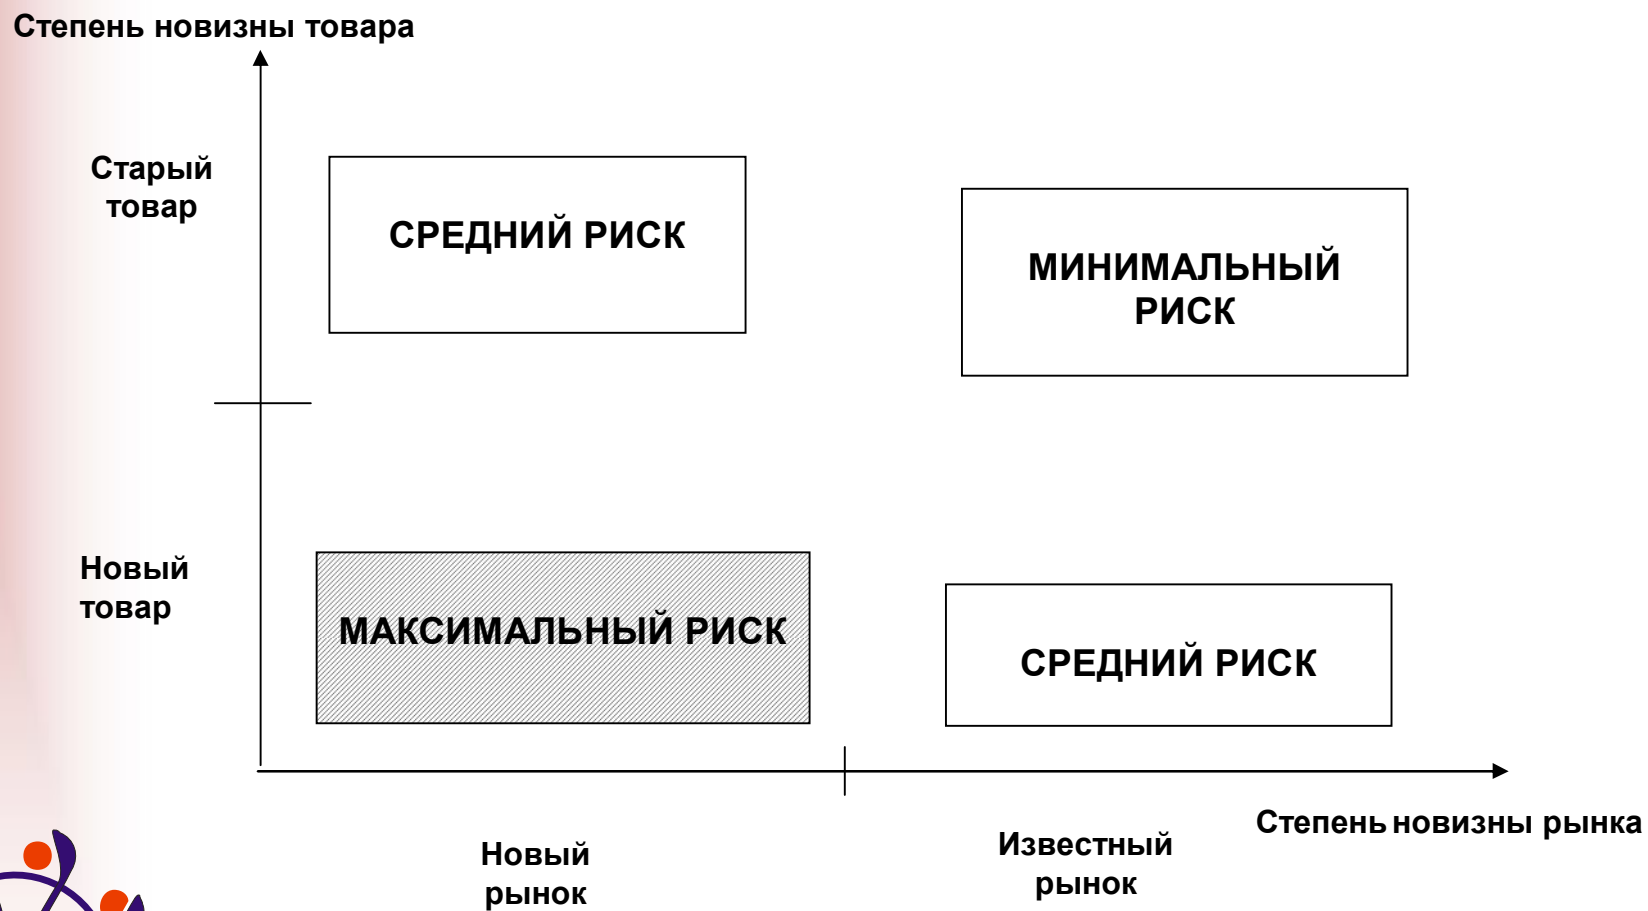 Степень новизны товара
Старый
товар
СРЕДНИЙ РИСК
МИНИМАЛЬНЫЙ
РИСК
Новый
товар
МАКСИМАЛЬНЫЙ РИСК
СРЕДНИЙ РИСК
Степень новизны рынка
Новый
рынок
Известный
рынок